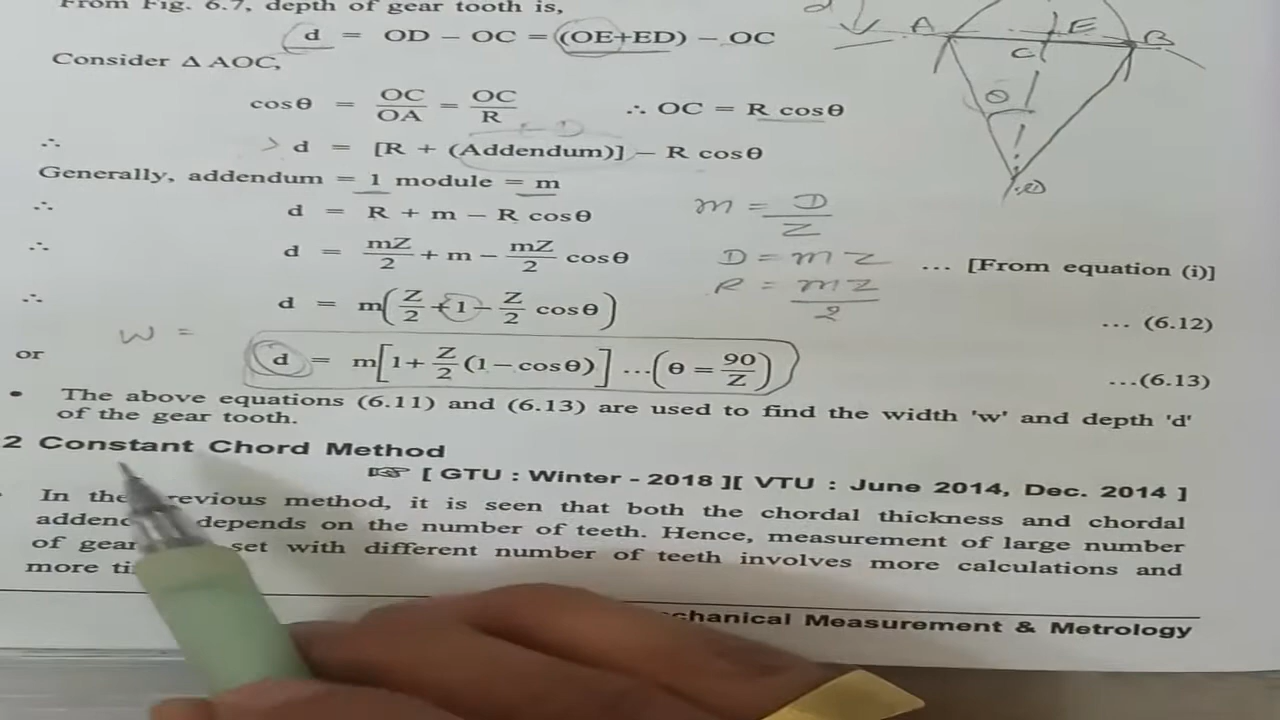 From Fig. 6.7, depth of gear tooth is,
d = OD – OC = (OE+ED) – OC
Consider Δ AOC,
cosθ = OC/OA = OC/R ∴ OC = R cosθ
∴ d = [R + (Addendum)] – R cosθ
Generally, addendum = 1 module = m
∴ d = R + m – R cosθ
m = D/Z
∴ d = mZ/2 + m – mZ/2 cosθ
D = mZ
... [From equation (i)]
R = mZ/2
∴ d = m(Z/2 + 1 – Z/2 cosθ) ... (6.12)
W =
or d = m[1 + Z/2 (1 – cosθ)] ...(θ = 90/Z) ...(6.13)
• The above equations (6.11) and (6.13) are used to find the width 'w' and depth 'd'
of the gear tooth.
2 Constant Chord Method
[ GTU : Winter - 2018 ][ VTU : June 2014, Dec. 2014 ]
In the revious method, it is seen that both the chordal thickness and chordal
depends on the number of teeth. Hence, measurement of large number
of gear set with different number of teeth involves more calculations and
more
chanical Measurement & Metrology
A
E
B
C
θ